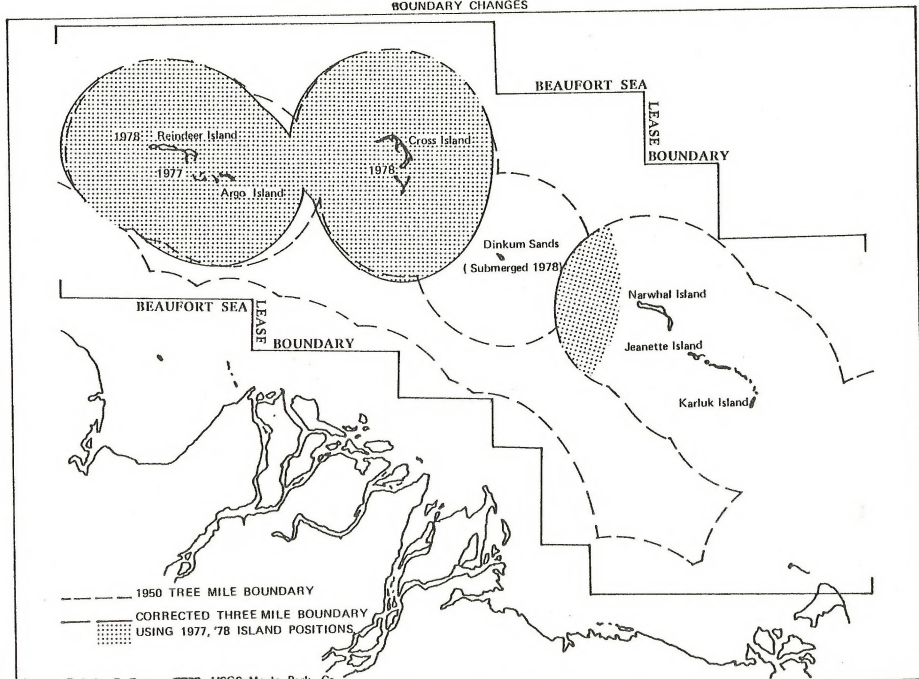 BOUNDARY CHANGES
BEAUFORT SEA
LEASE
BOUNDARY
1978
Reindeer Island
Cross Island
1977
1978
Argo Island
Dinkum Sands
( Submerged 1978)
Narwhal Island
BEAUFORT SEA
LEASE
BOUNDARY
Jeanette Island
Karluk Island
1950 TREE MILE BOUNDARY
CORRECTED THREE MILE BOUNDARY
USING 1977, '78 ISLAND POSITIONS